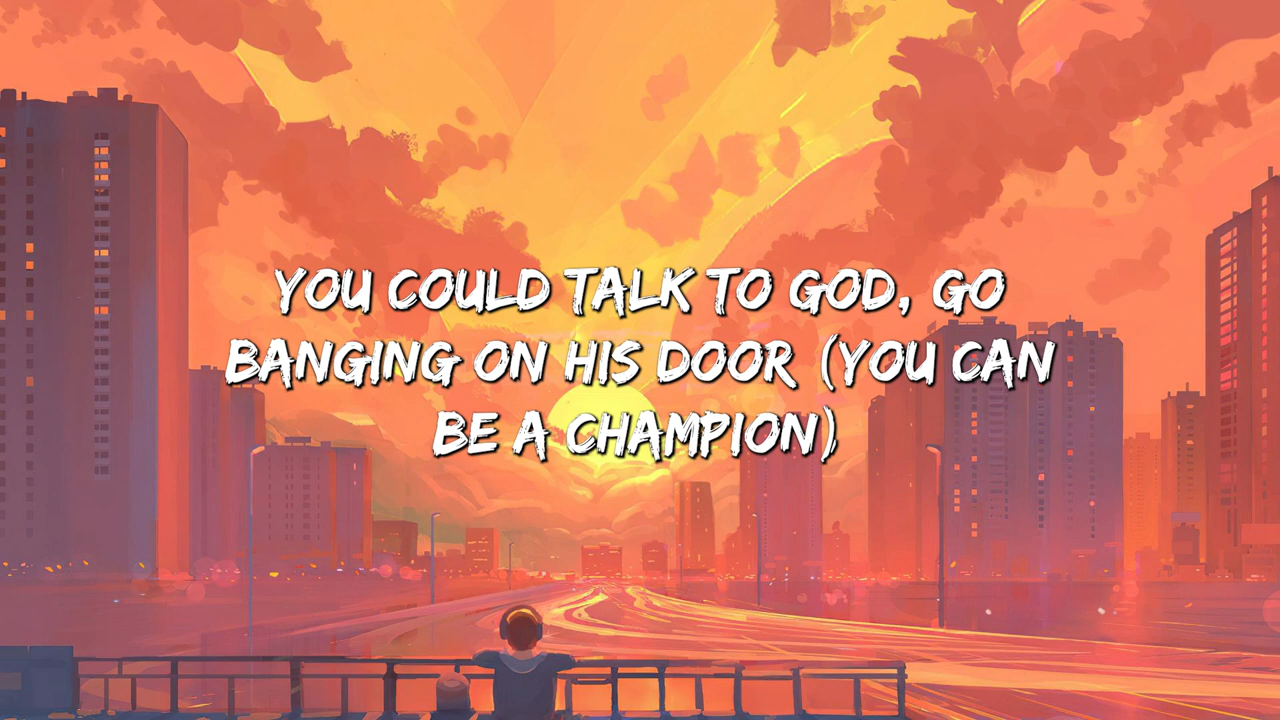 YOU COULD TALK TO GOD, GO
BANGING ON HIS DOOR (YOU CAN
BE A CHAMPION)